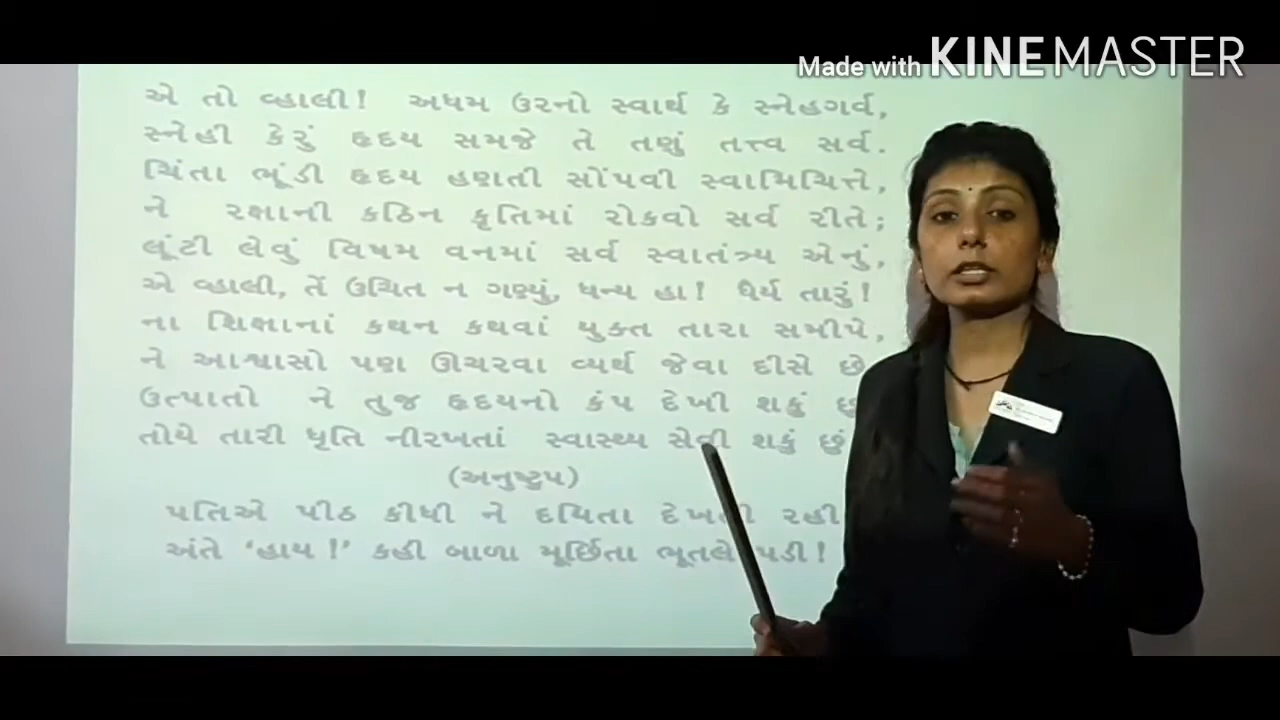 Made with KINEMASTER
એ તો વ્હાલી! અધમ ઉરનો સ્વાર્થ કે સ્નેહગર્વ,
સ્નેહી કેરું હૃદય સમજે તે તણું તત્ત્વ સર્વ.
ચિંતા ભૂંડી હૃદય હણતી સોંપવી સ્વામિચિત્તે,
ને રક્ષાની કઠિન કૃતિમાં રોકવો સર્વ રીતે;
લૂંટી લેવું વિષમ વનમાં સર્વ સ્વાતંત્ર્ય એનું,
એ વ્હાલી, તેં ઉચિત ન ગણ્યું, ધન્ય હા! ધૈર્ય તારું!
ના શિક્ષાનાં કથન કથવાં યુક્ત તારા સમીપે,
ને આશ્વાસો પણ ઊચરવા વ્યર્થ જેવા દીસે છે
ઉત્પાતો ને તુજ હૃદયનો કંપ દેખી શકું
તોયે તારી ધૃતિ નીરખતાં સ્વાસ્થ્ય સેવી શકું છું
(અનુષ્ટુપ)
પતિએ પીઠ કીધી ને દયિતા રહી
અંતે ‘હાય!’ કહી બાળા મૂર્છિતા ભૂતલે પડી!